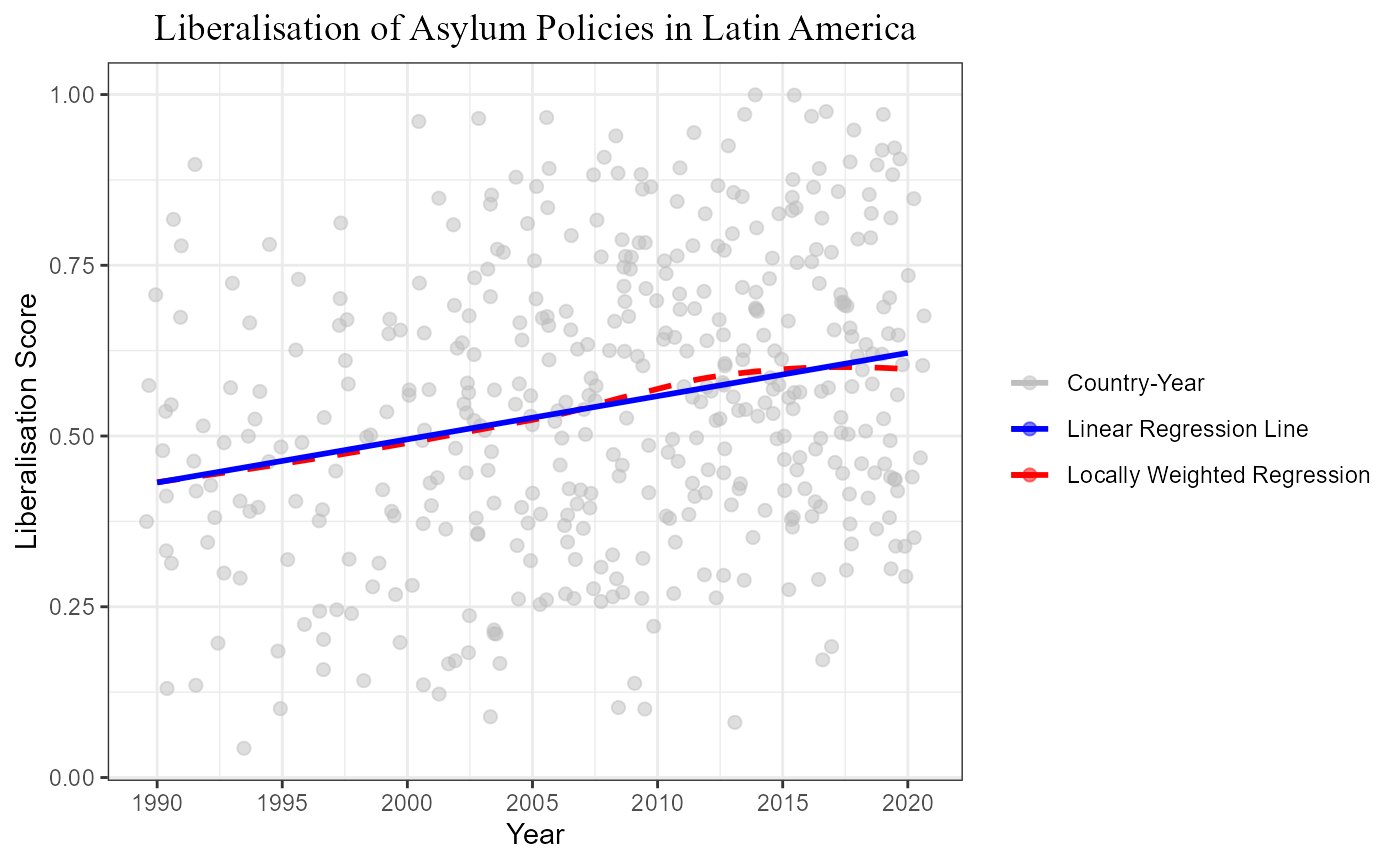 Liberalisation of Asylum Policies in Latin America
Liberalisation Score
1.00
0.75
0.50
0.25
0.00
1990 1995 2000 2005 2010 2015 2020
Year
Country-Year
Linear Regression Line
Locally Weighted Regression